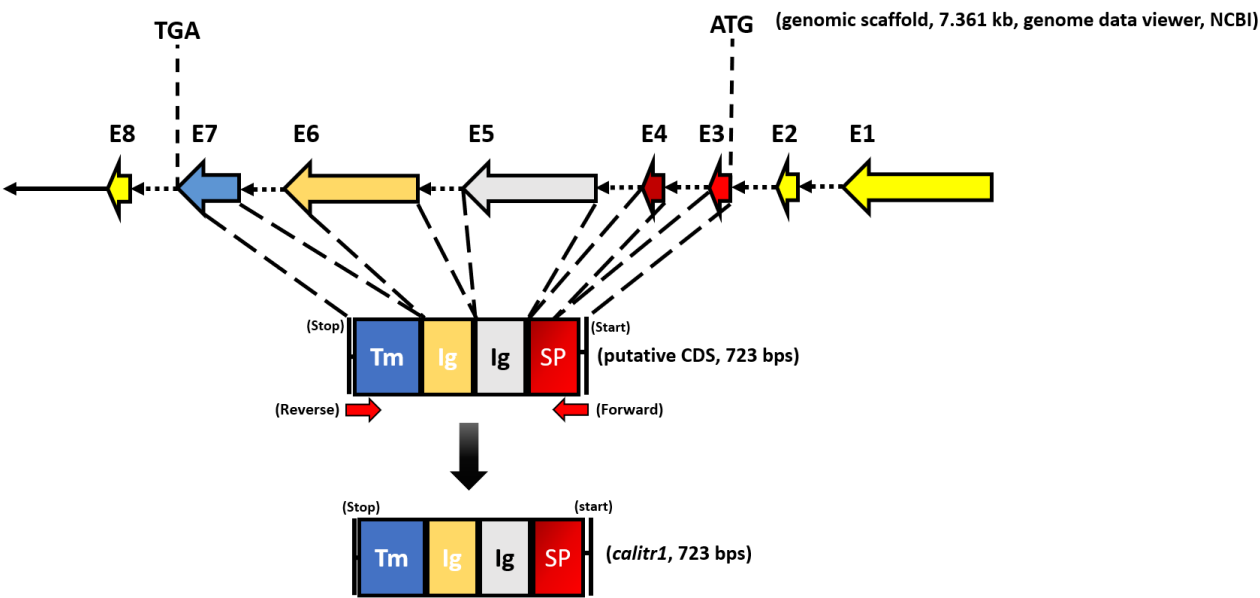 TGA
ATG
(genomic scaffold, 7.361 kb, genome data viewer, NCBI)
E8
E7
E6
E5
E4
E3
E2
E1
(Stop)
(Start)
Tm
Ig
Ig
SP
(putative CDS, 723 bps)
(Reverse)
(Forward)
(Stop)
(start)
Tm
Ig
Ig
SP
(calitr1, 723 bps)